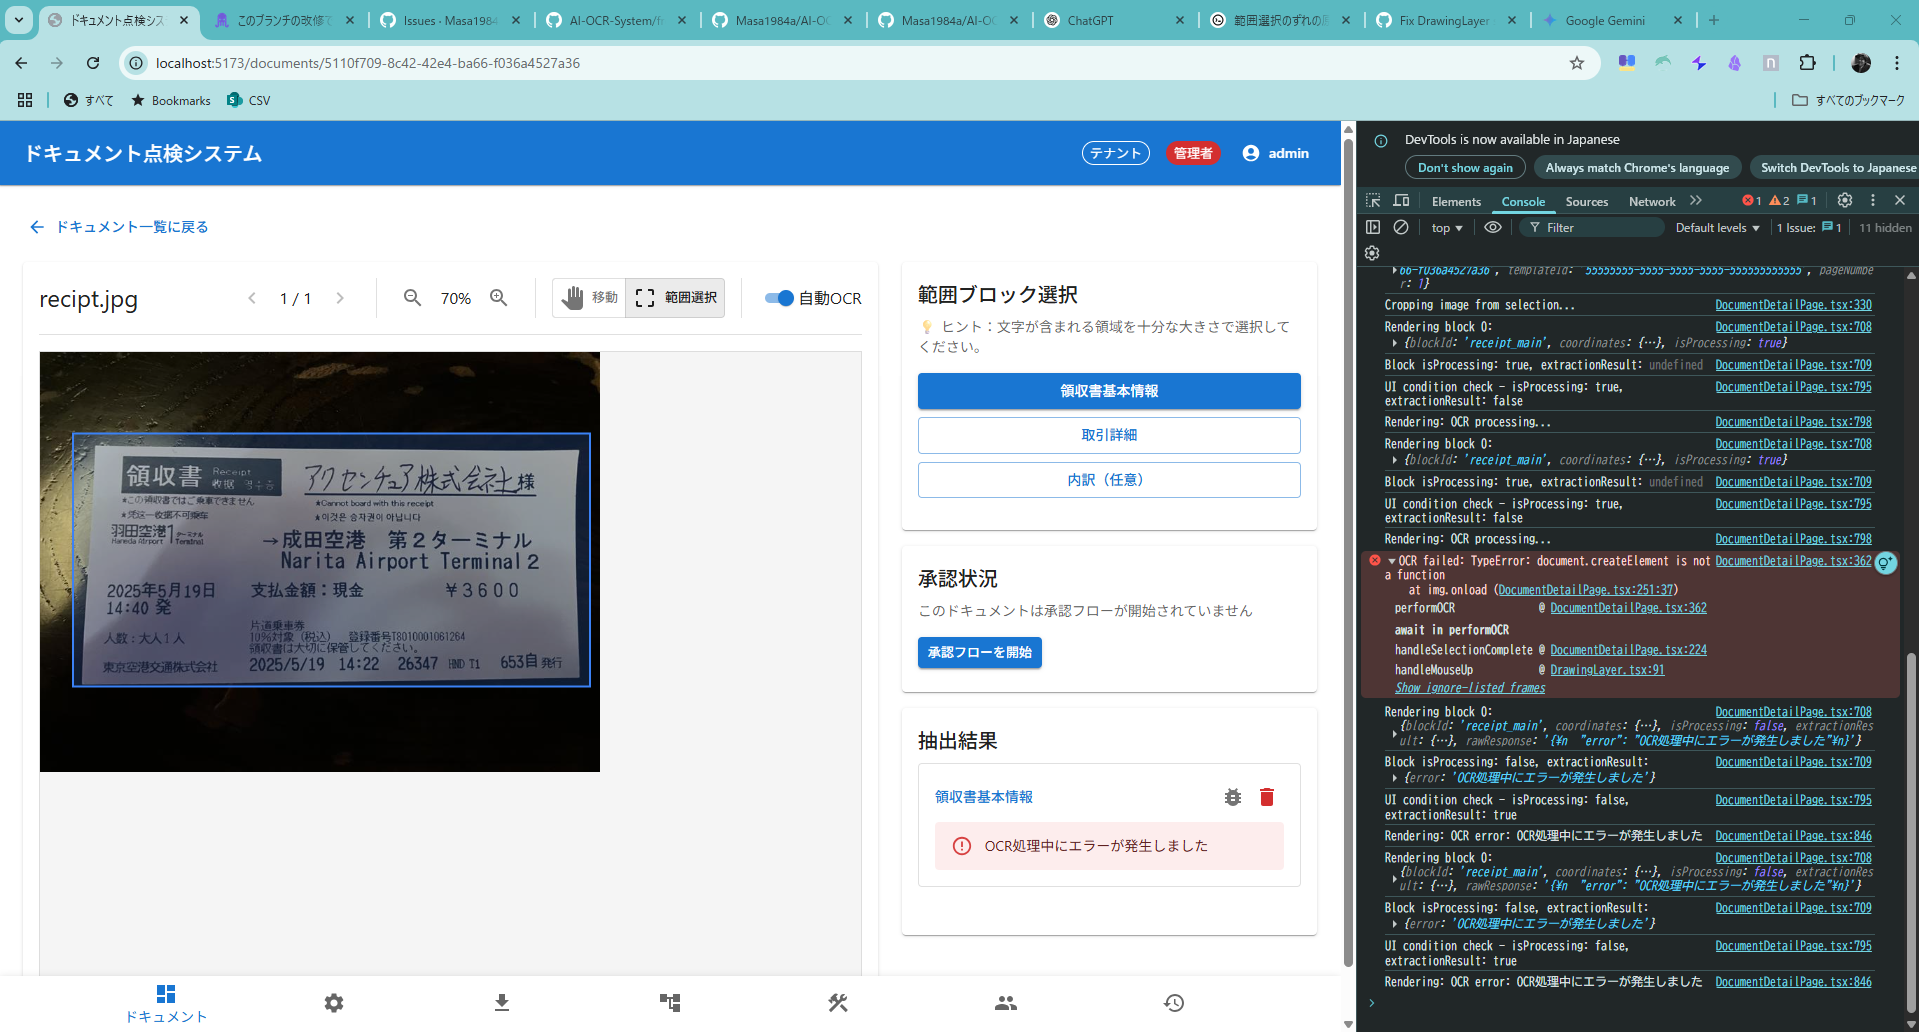 ドキュメント点検シス
このブランチの改修で
Issues · Masa1984
AI-OCR-System/fr
Masa1984a/AI-OC
Masa1984a/AI-OC
ChatGPT
範囲選択のずれの
Fix DrawingLayer
Google Gemini
localhost:5173/documents/5110f709-8c42-42e4-ba66-f036a4527a36
すべて
Bookmarks
CSV
すべてのブックマーク
ドキュメント点検システム
テナント
管理者
admin
ドキュメント一覧に戻る
recipt.jpg
1 / 1
70%
移動
範囲選択
自動OCR
領収書 Receipt
收据 영수증
アクセンチュア株式会社様
*この領収書ではご乗車できません
*Cannot board with this receipt
*凭这一收据不可乘车
*이것은 승차권이 아닙니다
羽田空港1 ターミナル
Haneda Airport Terminal
→成田空港 第2ターミナル
Narita Airport Terminal 2
2025年5月19日
14:40 発
支払金額:現金
¥3600
人数:大人1人
片道乗車券
10%対象(税込) 登録番号T8010001061264
領収書は大切に保管してください。
東京空港交通株式会社
2025/5/19 14:22 26347 HND T1 653自発行
範囲ブロック選択
ヒント:文字が含まれる領域を十分な大きさで選択して
ください。
領収書基本情報
取引詳細
内訳(任意)
承認状況
このドキュメントは承認フローが開始されていません
承認フローを開始
抽出結果
領収書基本情報
OCR処理中にエラーが発生しました
ドキュメント
DevTools is now available in Japanese
Don't show again
Always match Chrome's language
Switch DevTools to Japanese
Elements
Console
Sources
Network
1
2
1
top
Filter
Default levels
1 Issue:
1
11 hidden
66-f036a4527a36', templateId: '55555555-5555-5555-5555-555555555555', pageNumbe
r: 1}
Cropping image from selection... DocumentDetailPage.tsx:330
Rendering block 0: DocumentDetailPage.tsx:708
{blockId: 'receipt_main', coordinates: {…}, isProcessing: true}
Block isProcessing: true, extractionResult: undefined DocumentDetailPage.tsx:709
UI condition check - isProcessing: true, DocumentDetailPage.tsx:795
extractionResult: false
Rendering: OCR processing... DocumentDetailPage.tsx:798
Rendering block 0: DocumentDetailPage.tsx:708
{blockId: 'receipt_main', coordinates: {…}, isProcessing: true}
Block isProcessing: true, extractionResult: undefined DocumentDetailPage.tsx:709
UI condition check - isProcessing: true, DocumentDetailPage.tsx:795
extractionResult: false
Rendering: OCR processing... DocumentDetailPage.tsx:798
OCR failed: TypeError: document.createElement is not DocumentDetailPage.tsx:362
a function
at img.onload (DocumentDetailPage.tsx:251:37)
performOCR @ DocumentDetailPage.tsx:362
await in performOCR
handleSelectionComplete @ DocumentDetailPage.tsx:224
handleMouseUp @ DrawingLayer.tsx:91
Show ignore-listed frames
Rendering block 0: DocumentDetailPage.tsx:708
{blockId: 'receipt_main', coordinates: {…}, isProcessing: false, extractionRes
ult: {…}, rawResponse: '{¥n "error": "OCR処理中にエラーが発生しました"¥n}'}
Block isProcessing: false, extractionResult: DocumentDetailPage.tsx:709
{error: 'OCR処理中にエラーが発生しました'}
UI condition check - isProcessing: false, DocumentDetailPage.tsx:795
extractionResult: true
Rendering: OCR error: OCR処理中にエラーが発生しました DocumentDetailPage.tsx:846
Rendering block 0: DocumentDetailPage.tsx:708
{blockId: 'receipt_main', coordinates: {…}, isProcessing: false, extractionRes
ult: {…}, rawResponse: '{¥n "error": "OCR処理中にエラーが発生しました"¥n}'}
Block isProcessing: false, extractionResult: DocumentDetailPage.tsx:709
{error: 'OCR処理中にエラーが発生しました'}
UI condition check - isProcessing: false, DocumentDetailPage.tsx:795
extractionResult: true
Rendering: OCR error: OCR処理中にエラーが発生しました DocumentDetailPage.tsx:846